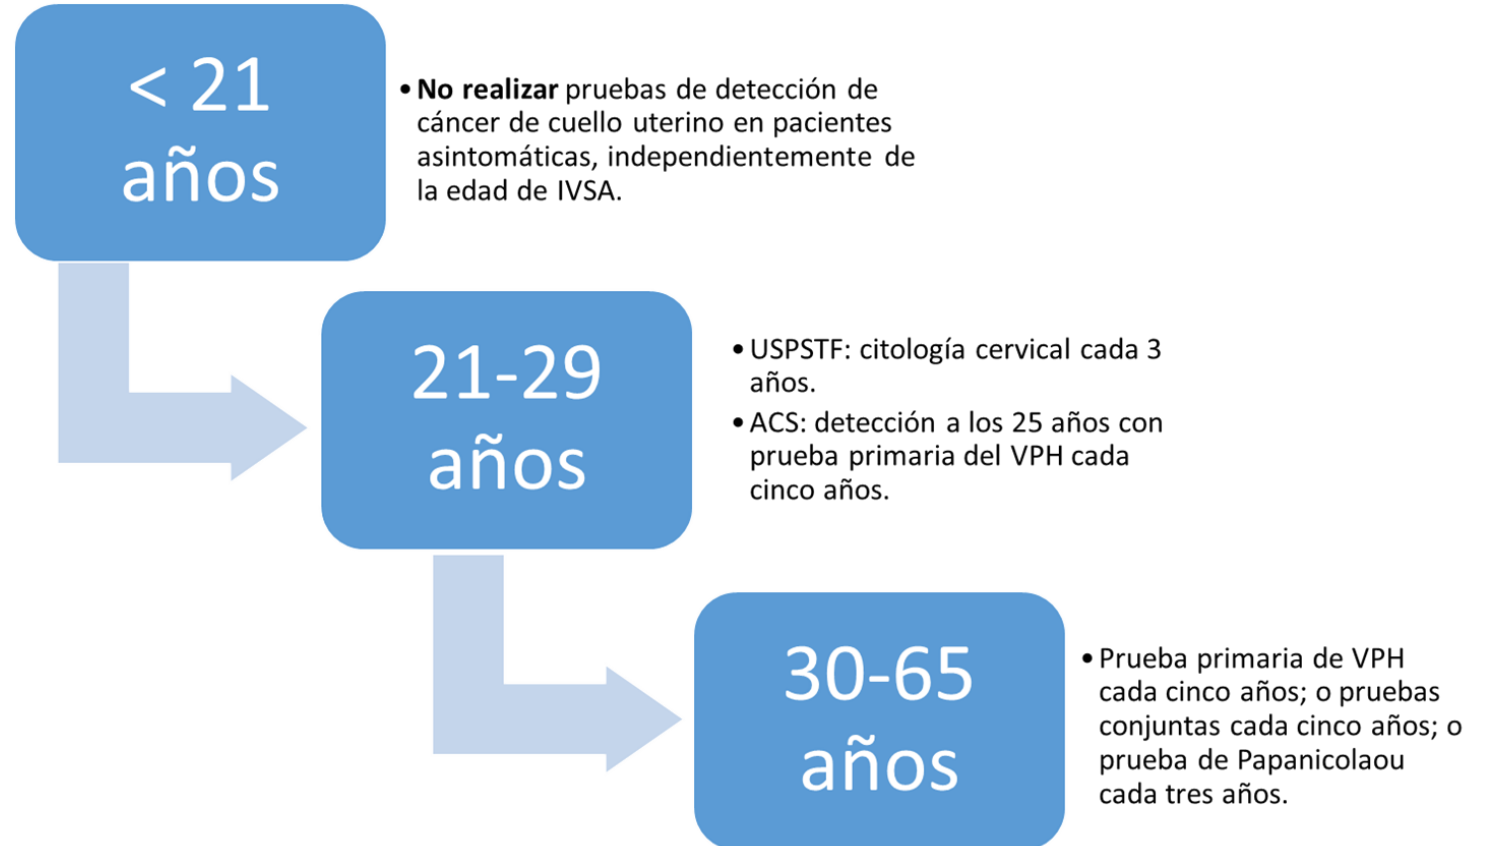 < 21
años
• No realizar pruebas de detección de
cáncer de cuello uterino en pacientes
asintomáticas, independientemente de
la edad de IVSA.
21-29
años
• USPSTF: citología cervical cada 3
años.
• ACS: detección a los 25 años con
prueba primaria del VPH cada
cinco años.
30-65
años
• Prueba primaria de VPH
cada cinco años; o pruebas
conjuntas cada cinco años; o
prueba de Papanicolaou
cada tres años.